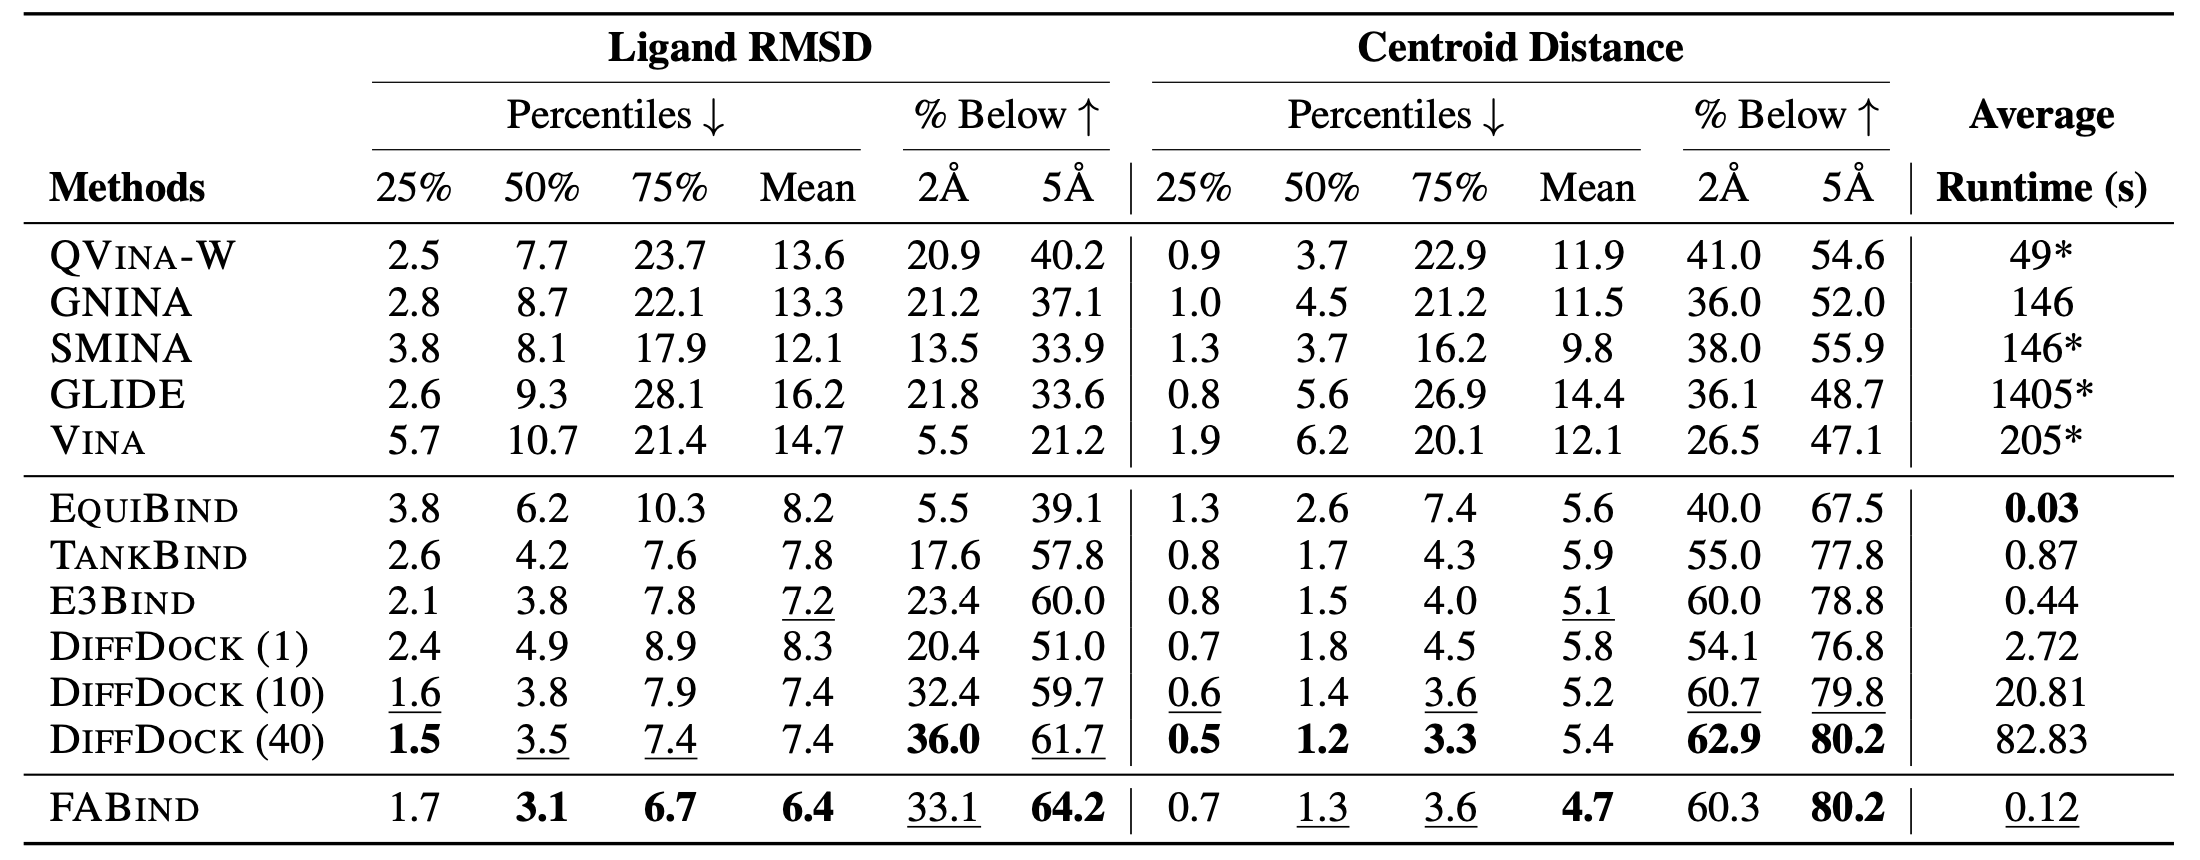 Ligand RMSD Centroid Distance
Percentiles ↓ % Below ↑ Percentiles ↓ % Below ↑ Average
Methods 25% 50% 75% Mean 2Å 5Å 25% 50% 75% Mean 2Å 5Å Runtime (s)
QVINA-W 2.5 7.7 23.7 13.6 20.9 40.2 0.9 3.7 22.9 11.9 41.0 54.6 49*
GNINA 2.8 8.7 22.1 13.3 21.2 37.1 1.0 4.5 21.2 11.5 36.0 52.0 146
SMINA 3.8 8.1 17.9 12.1 13.5 33.9 1.3 3.7 16.2 9.8 38.0 55.9 146*
GLIDE 2.6 9.3 28.1 16.2 21.8 33.6 0.8 5.6 26.9 14.4 36.1 48.7 1405*
VINA 5.7 10.7 21.4 14.7 5.5 21.2 1.9 6.2 20.1 12.1 26.5 47.1 205*
EQUIBIND 3.8 6.2 10.3 8.2 5.5 39.1 1.3 2.6 7.4 5.6 40.0 67.5 0.03
TANKBIND 2.6 4.2 7.6 7.8 17.6 57.8 0.8 1.7 4.3 5.9 55.0 77.8 0.87
E3BIND 2.1 3.8 7.8 7.2 23.4 60.0 0.8 1.5 4.0 5.1 60.0 78.8 0.44
DIFFDOCK (1) 2.4 4.9 8.9 8.3 20.4 51.0 0.7 1.8 4.5 5.8 54.1 76.8 2.72
DIFFDOCK (10) 1.6 3.8 7.9 7.4 32.4 59.7 0.6 1.4 3.6 5.2 60.7 79.8 20.81
DIFFDOCK (40) 1.5 3.5 7.4 7.4 36.0 61.7 0.5 1.2 3.3 5.4 62.9 80.2 82.83
FABIND 1.7 3.1 6.7 6.4 33.1 64.2 0.7 1.3 3.6 4.7 60.3 80.2 0.12